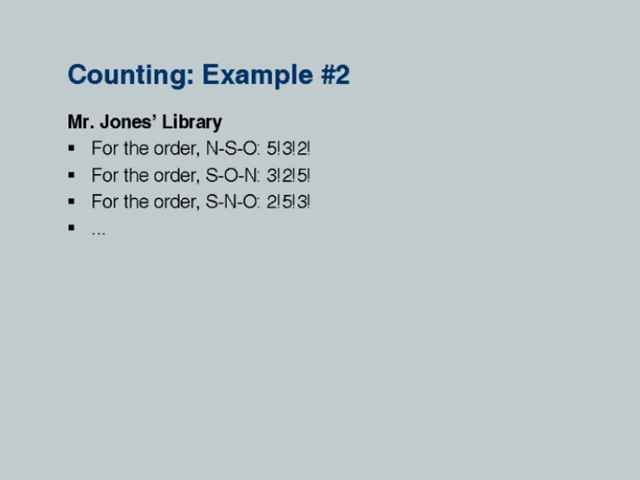 Counting: Example #2
Mr. Jones' Library
▪ For the order, N-S-O: 5!3!2!
▪ For the order, S-O-N: 3!2!5!
▪ For the order, S-N-O: 2!5!3!
▪ ...